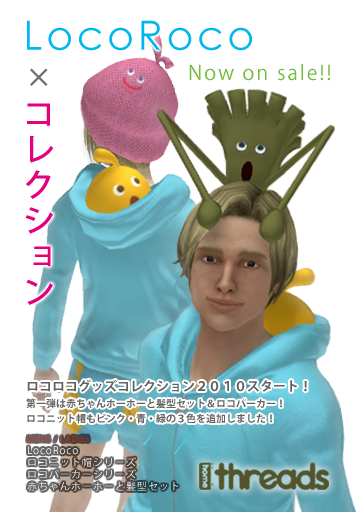 LocoRoco
×
コレクション
Now on sale!!
ロコロコグッズコレクション２０１０スタート！
第一弾は赤ちゃんホーホーと髪型セット＆ロコパーカー！
ロコニット帽もピンク・青・緑の３色を追加しました！
MENS / LADIES
LocoRoco
ロコニット帽シリーズ
ロコパーカーシリーズ
赤ちゃんホーホーと髪型セット
home threads